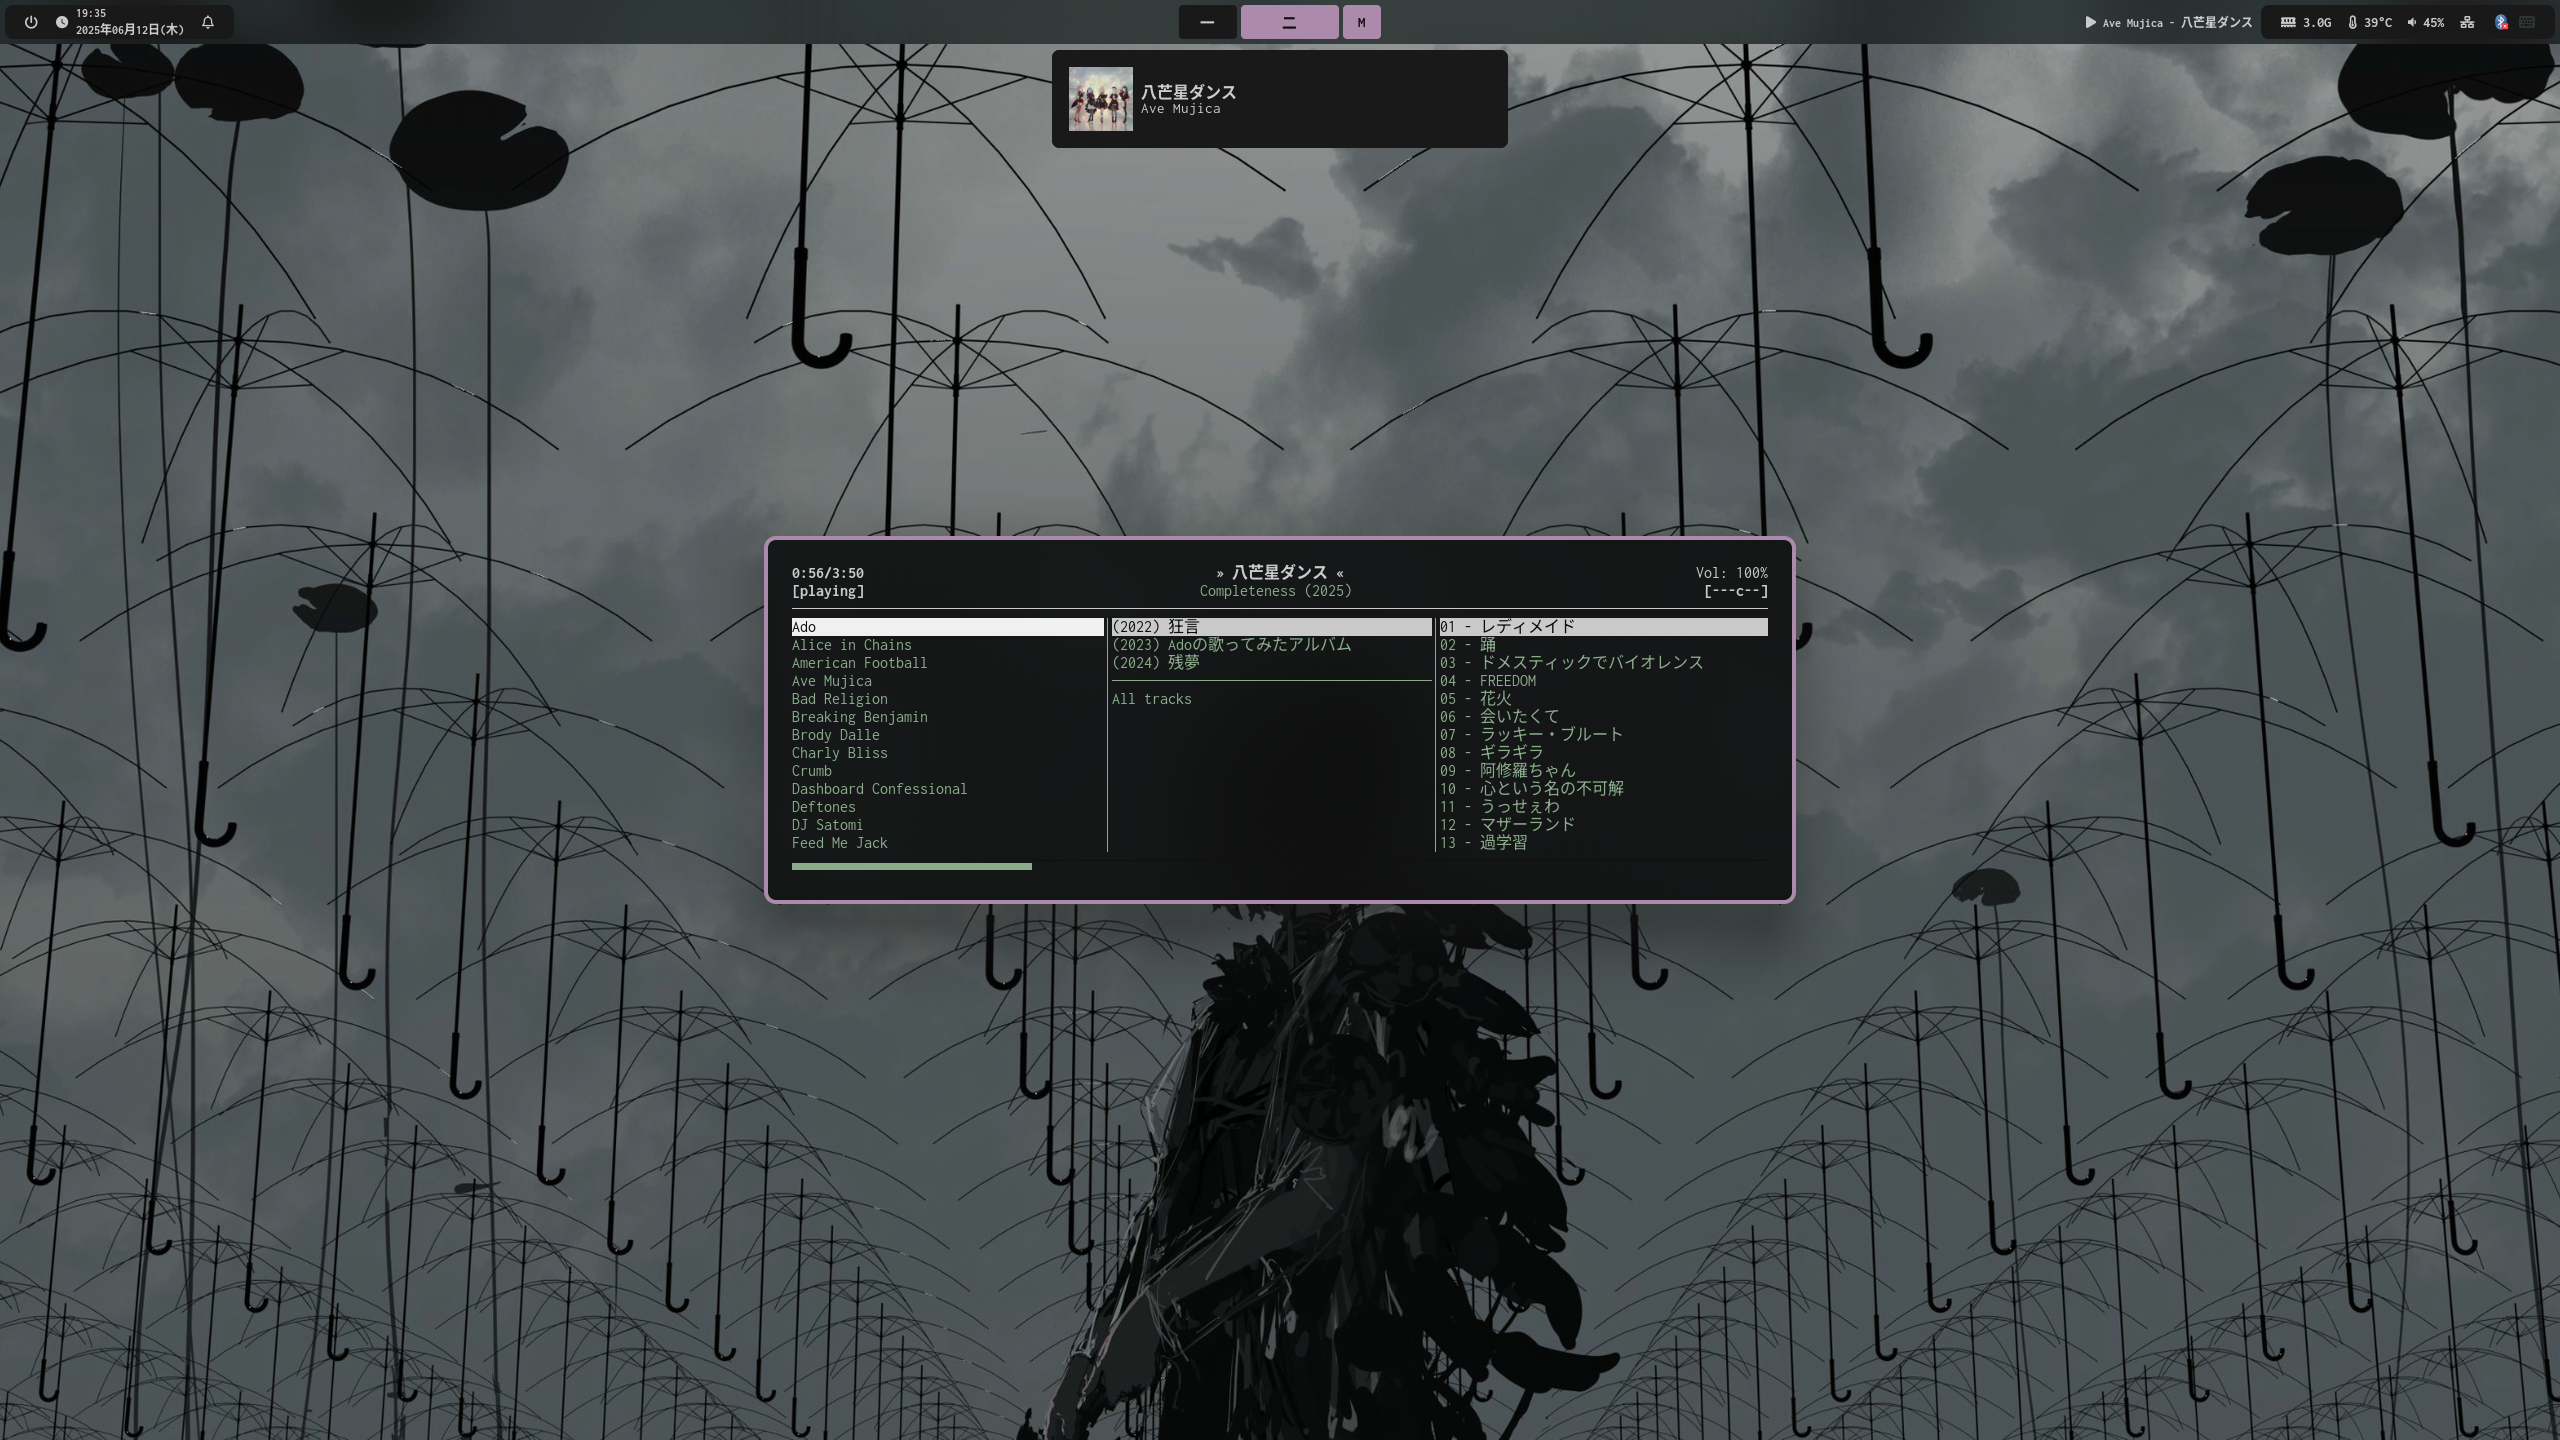 19:35
2025年06月12日(木)
一
二
M
Ave Mujica - 八芒星ダンス
3.0G
39°C
45%
八芒星ダンス
Ave Mujica
0:56/3:50
» 八芒星ダンス «
Vol: 100%
[playing]
Completeness (2025)
[---c--]
Ado
Alice in Chains
American Football
Ave Mujica
Bad Religion
Breaking Benjamin
Brody Dalle
Charly Bliss
Crumb
Dashboard Confessional
Deftones
DJ Satomi
Feed Me Jack
(2022) 狂言
(2023) Adoの歌ってみたアルバム
(2024) 残夢
All tracks
01 - レディメイド
02 - 踊
03 - ドメスティックでバイオレンス
04 - FREEDOM
05 - 花火
06 - 会いたくて
07 - ラッキー・ブルート
08 - ギラギラ
09 - 阿修羅ちゃん
10 - 心という名の不可解
11 - うっせぇわ
12 - マザーランド
13 - 過学習